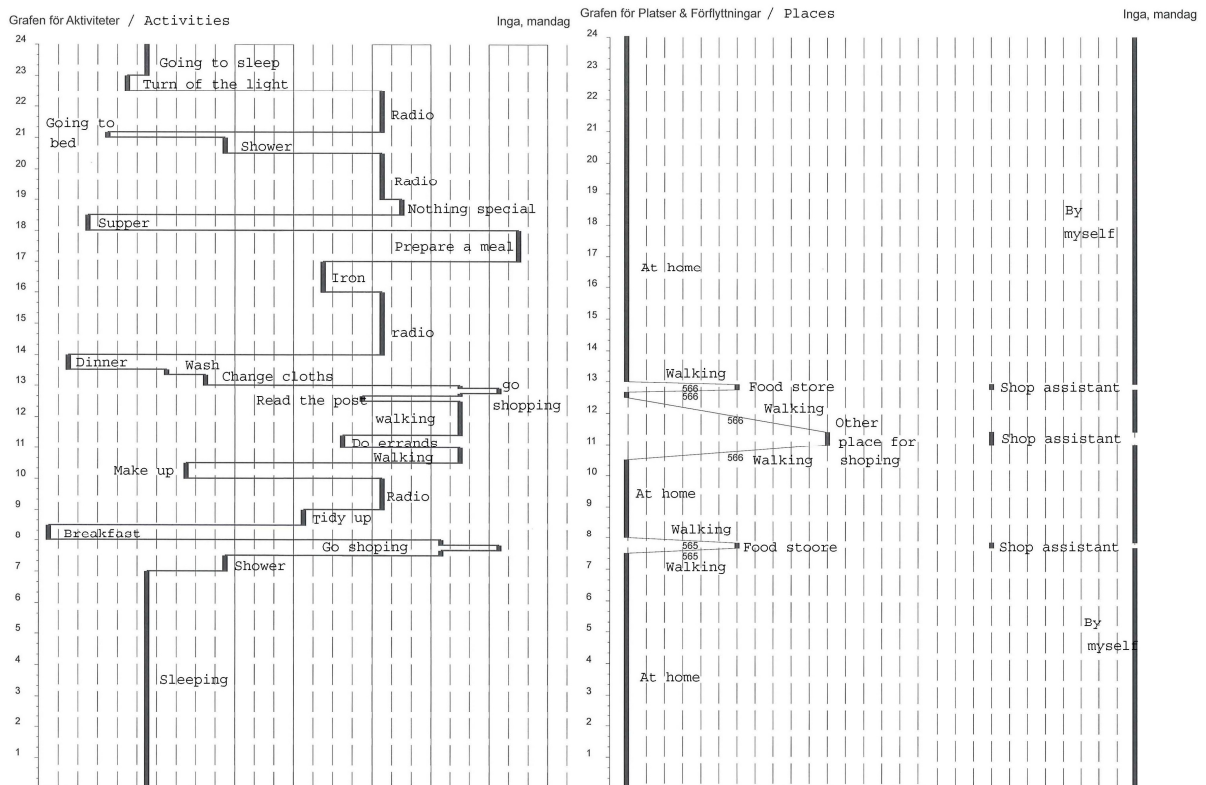 Grafen för Aktiviteter / Activities
Inga, mandag
24
23
22
21
20
19
18
17
16
15
14
13
12
11
10
9
8
7
6
5
4
3
2
1
Going to sleep
Turn of the light
Radio
Going to
bed
Shower
Radio
Nothing special
Supper
Prepare a meal
Iron
radio
Dinner
Wash
Change cloths
go
shopping
Read the post
walking
Do errands
Walking
Make up
Radio
Tidy up
Breakfast
Go shoping
Shower
Sleeping
Grafen för Platser & Förflyttningar / Places
Inga, mandag
24
23
22
21
20
19
18
17
16
15
14
13
12
11
10
9
8
7
6
5
4
3
2
1
By
myself
At home
Walking
566
566
Food store
Shop assistant
Walking
566
Other
place for
shoping
Shop assistant
566
Walking
At home
Walking
565
565
Food stoore
Shop assistant
Walking
By
myself
At home